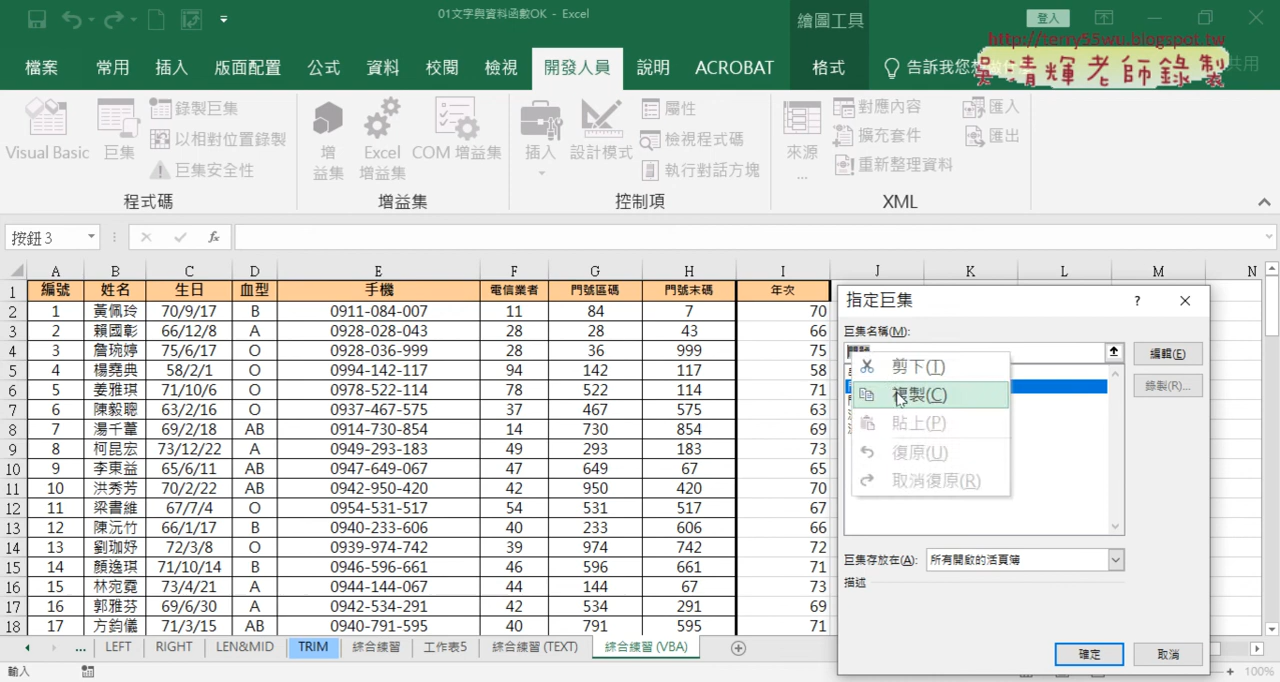 01文字與資料函數OK - Excel
繪圖工具
登入
http://terry55wu.blogspot.tw
吳清輝老師錄製
檔案 常用 插入 版面配置 公式 資料 校閱 檢視 開發人員 說明 ACROBAT 格式 告訴我您 共用
Visual Basic 巨集 錄製巨集 以相對位置錄製 巨集安全性
增益集 Excel 增益集 COM 增益集
插入 設計模式 屬性 檢視程式碼 執行對話方塊
來源 ... 對應內容 擴充套件 重新整理資料 匯入 匯出
程式碼 增益集 控制項 XML
按鈕 3 fx
A B C D E F G H I J K L M N
1 編號 姓名 生日 血型 手機 電信業者 門號區碼 門號末碼 年次
2 1 黃佩玲 70/9/17 B 0911-084-007 11 84 7 70
3 2 賴國彰 66/12/8 A 0928-028-043 28 28 43 66
4 3 詹琬婷 75/6/17 O 0928-036-999 28 36 999 75
5 4 楊堯典 58/2/1 O 0994-142-117 94 142 117 58
6 5 姜雅琪 71/10/6 O 0978-522-114 78 522 114 71
7 6 陳毅聰 63/2/16 O 0937-467-575 37 467 575 63
8 7 湯千薰 69/2/18 AB 0914-730-854 14 730 854 69
9 8 柯昆宏 73/12/22 A 0949-293-183 49 293 183 73
10 9 李東益 65/6/11 AB 0947-649-067 47 649 67 65
11 10 洪秀芳 70/2/22 AB 0942-950-420 42 950 420 70
12 11 梁書維 67/7/4 O 0954-531-517 54 531 517 67
13 12 陳沅竹 66/1/17 B 0940-233-606 40 233 606 66
14 13 劉珈妤 72/3/8 O 0939-974-742 39 974 742 72
15 14 顏逸琪 71/10/14 B 0946-596-661 46 596 661 71
16 15 林宛霓 73/4/21 A 0944-144-067 44 144 67 73
17 16 郭雅芬 69/6/30 A 0942-534-291 42 534 291 69
18 17 方鈞儀 71/3/15 AB 0940-791-595 40 791 595 71
指定巨集 ?
巨集名稱(M):
編輯(E)
錄製(R)...
剪下(T)
複製(C)
貼上(P)
復原(U)
取消復原(R)
巨集存放在(A): 所有開啟的活頁簿
描述
確定 取消
... LEFT RIGHT LEN&MID TRIM 綜合練習 工作表5 綜合練習 (TEXT) 綜合練習 (VBA)
輸入 100%